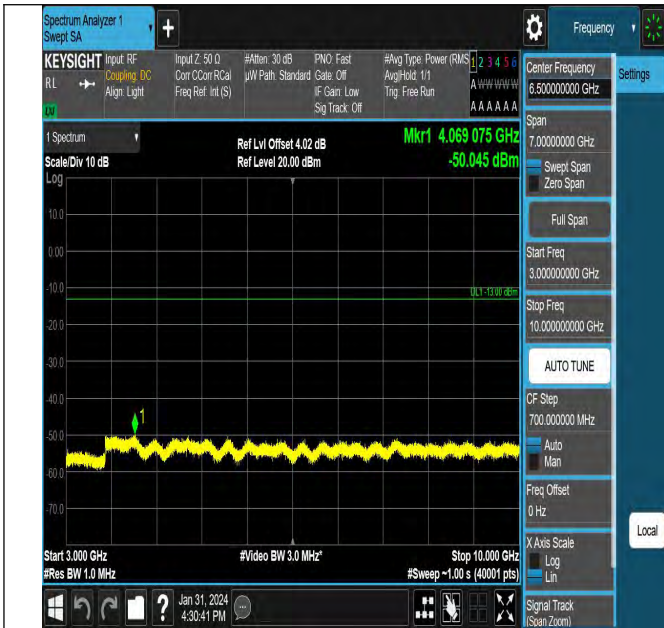 Spectrum Analyzer 1
Swept SA
+
Frequency
KEYSIGHT
RL
Input: RF
Coupling: DC
Align: Light
Input Z: 50 Ω
Corr CCorr RCal
Freq Ref: Int (S)
#Atten: 30 dB
µW Path: Standard
PNO: Fast
Gate: Off
IF Gain: Low
Sig Track: Off
#Avg Type: Power (RMS
Avg|Hold: 1/1
Trig: Free Run
1 2 3 4 5 6
A W W W W W
A A A A A A
1 Spectrum
Scale/Div 10 dB
Log
Ref Lvl Offset 4.02 dB
Ref Level 20.00 dBm
Mkr1 4.069 075 GHz
-50.045 dBm
10.0
0.00
-10.0
-20.0
-30.0
-40.0
-50.0
-60.0
-70.0
DL1 -13.00 dBm
1
Start 3.000 GHz
#Res BW 1.0 MHz
#Video BW 3.0 MHz*
Stop 10.000 GHz
#Sweep ~1.00 s (40001 pts)
Center Frequency
6.500000000 GHz
Settings
Span
7.00000000 GHz
Swept Span
Zero Span
Full Span
Start Freq
3.000000000 GHz
Stop Freq
10.000000000 GHz
AUTO TUNE
CF Step
700.000000 MHz
Auto
Man
Freq Offset
0 Hz
X Axis Scale
Log
Lin
Local
Signal Track
(Span Zoom)
?
Jan 31, 2024
4:30:41 PM